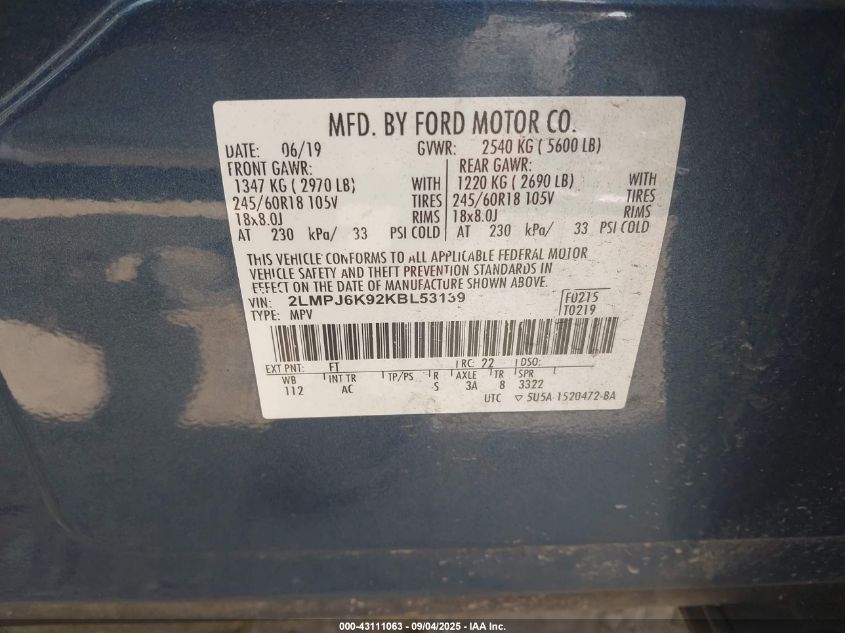 MFD. BY FORD MOTOR CO.
DATE: 06/19 GVWR: 2540 KG ( 5600 LB)
FRONT GAWR: REAR GAWR:
1347 KG ( 2970 LB) WITH 1220 KG ( 2690 LB) WITH
245/60R18 105V TIRES 245/60R18 105V TIRES
18x8.0J RIMS 18x8.0J RIMS
AT 230 kPa/ 33 PSI COLD AT 230 kPa/ 33 PSI COLD
THIS VEHICLE CONFORMS TO ALL APPLICABLE FEDERAL MOTOR
VEHICLE SAFETY AND THEFT PREVENTION STANDARDS IN
EFFECT ON THE DATE OF MANUFACTURE SHOWN ABOVE.
VIN: 2LMPJ6K92KBL53139 F0215
TYPE: MPV T0219
EXT PNT: FT RC: 22 DSO:
WB INT TR TP/PS R AXLE TR SPR
112 AC S 3A 8 3322
UTC ▽ 5U5A-1520472-BA
000-43111063 - 09/04/2025 - IAA Inc.